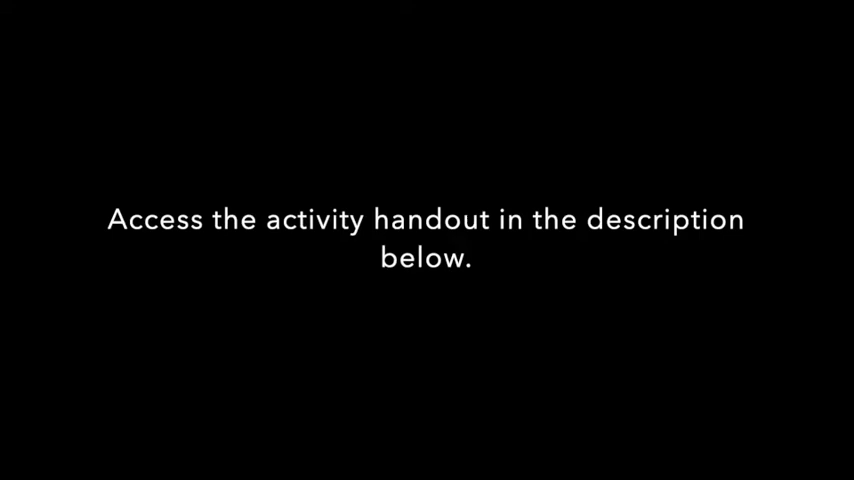 Access the activity handout in the description
below.